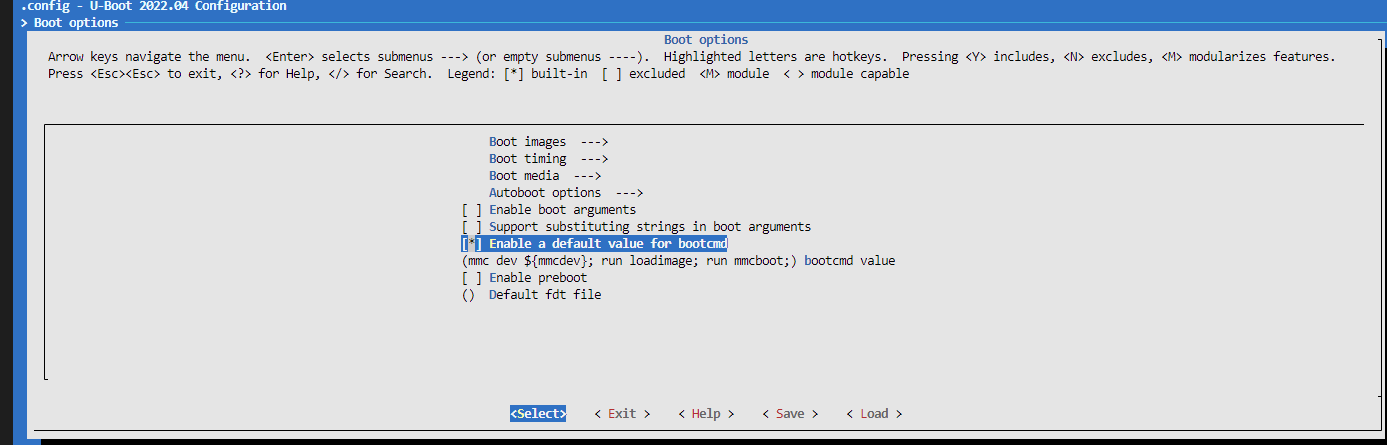 .config - U-Boot 2022.04 Configuration
> Boot options
Boot options
Arrow keys navigate the menu.  <Enter> selects submenus ---> (or empty submenus ----).  Highlighted letters are hotkeys.  Pressing <Y> includes, <N> excludes, <M> modularizes features.
Press <Esc><Esc> to exit, <?> for Help, </> for Search.  Legend: [*] built-in  [ ] excluded  <M> module  < > module capable
Boot images  --->
Boot timing  --->
Boot media  --->
Autoboot options  --->
[ ] Enable boot arguments
[ ] Support substituting strings in boot arguments
[*] Enable a default value for bootcmd
(mmc dev ${mmcdev}; run loadimage; run mmcboot;) bootcmd value
[ ] Enable preboot
()  Default fdt file
<Select>    < Exit >    < Help >    < Save >    < Load >